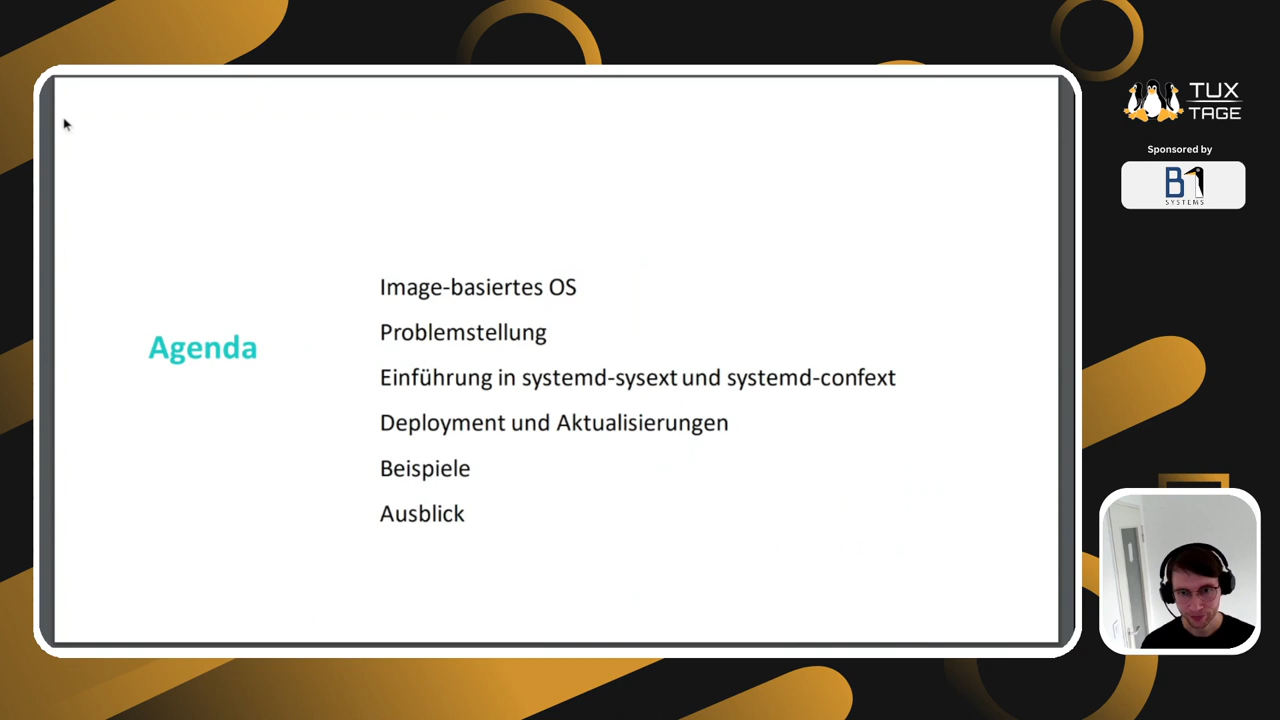 Agenda
Image-basiertes OS
Problemstellung
Einführung in systemd-sysext und systemd-confext
Deployment und Aktualisierungen
Beispiele
Ausblick
TUX
TAGE
Sponsored by
B1
SYSTEMS